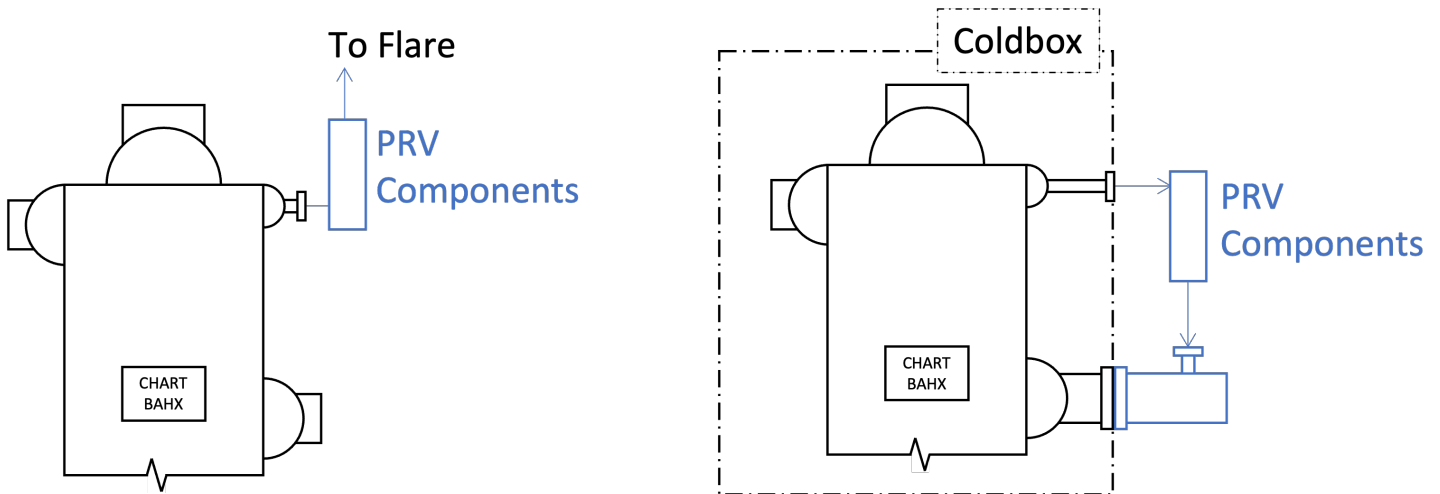 To Flare
PRV
Components
CHART
BAHX
Coldbox
PRV
Components
CHART
BAHX